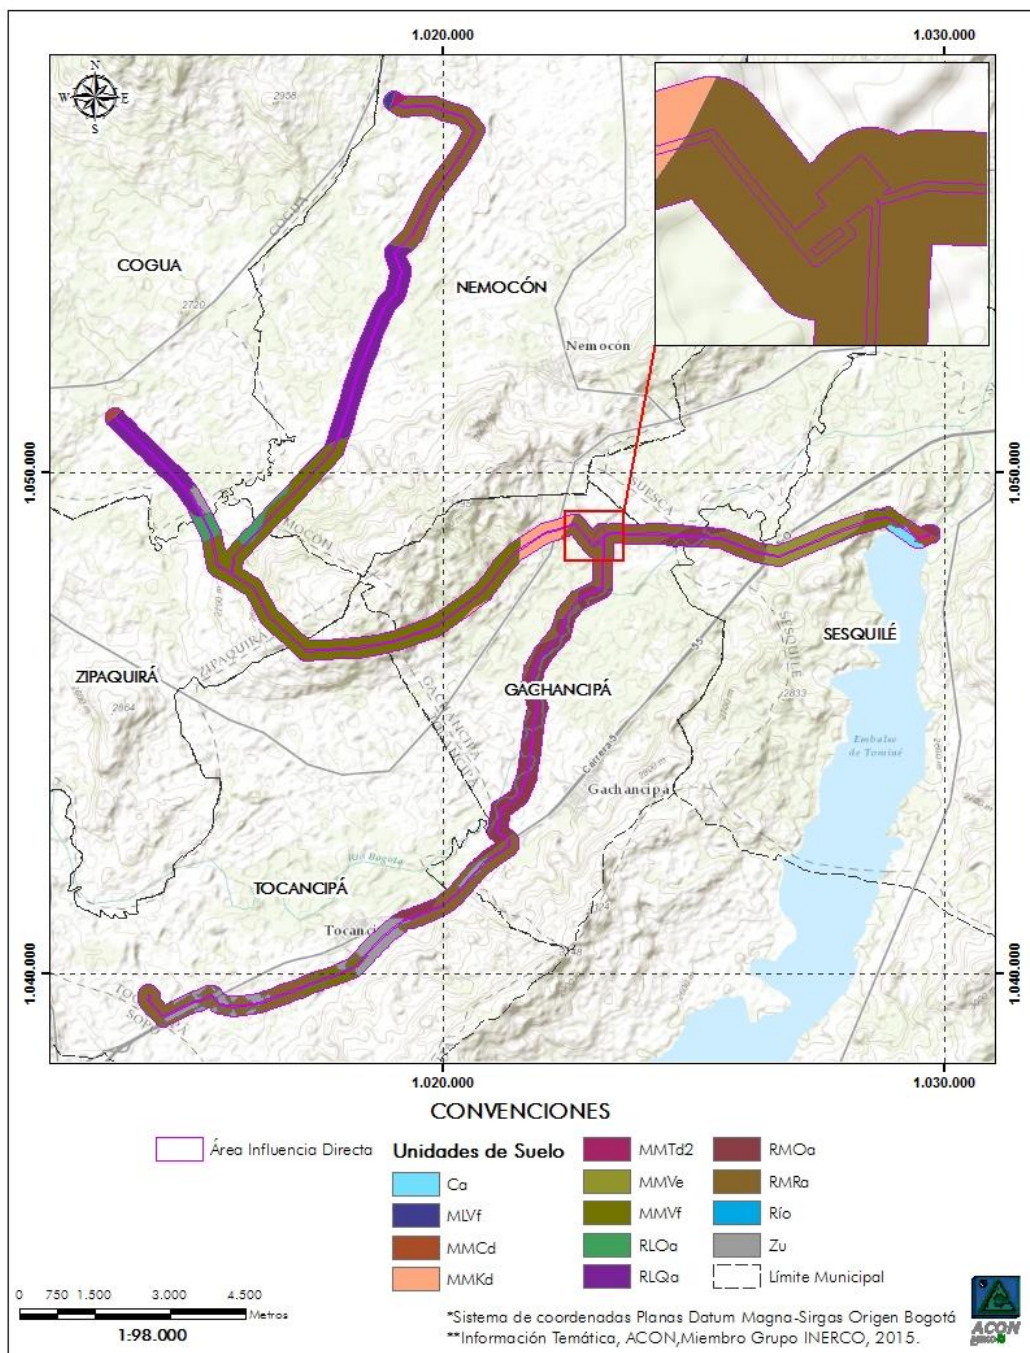 1.020.000
1.030.000
N
W E
S
2958
COGUA
COGUA
2720
NEMOCÓN
Nemocón
1.050.000
1.050.000
SUESCA
ZIPAQUIRÁ
ZIPAQUIRÁ
2864
GACHANCIPÁ
SESQUILÉ
SESQUILÉ
2833
Embalse
de Tominé
Carrera-5
55
Gachancipa
Río Bogotá
TOCANCIPÁ
1.040.000
1.040.000
1.020.000
1.030.000
CONVENCIONES
Área Influencia Directa
Unidades de Suelo
Ca
MLVf
MMCd
MMKd
MMTd2
MMVe
MMVf
RLOa
RLQa
RMOa
RMRa
Río
Zu
Límite Municipal
0 750 1.500 3.000 4.500
Metros
1:98.000
*Sistema de coordenadas Planas Datum Magna-Sirgas Origen Bogotá
**Información Temática, ACON,Miembro Grupo INERCO, 2015.
ACON